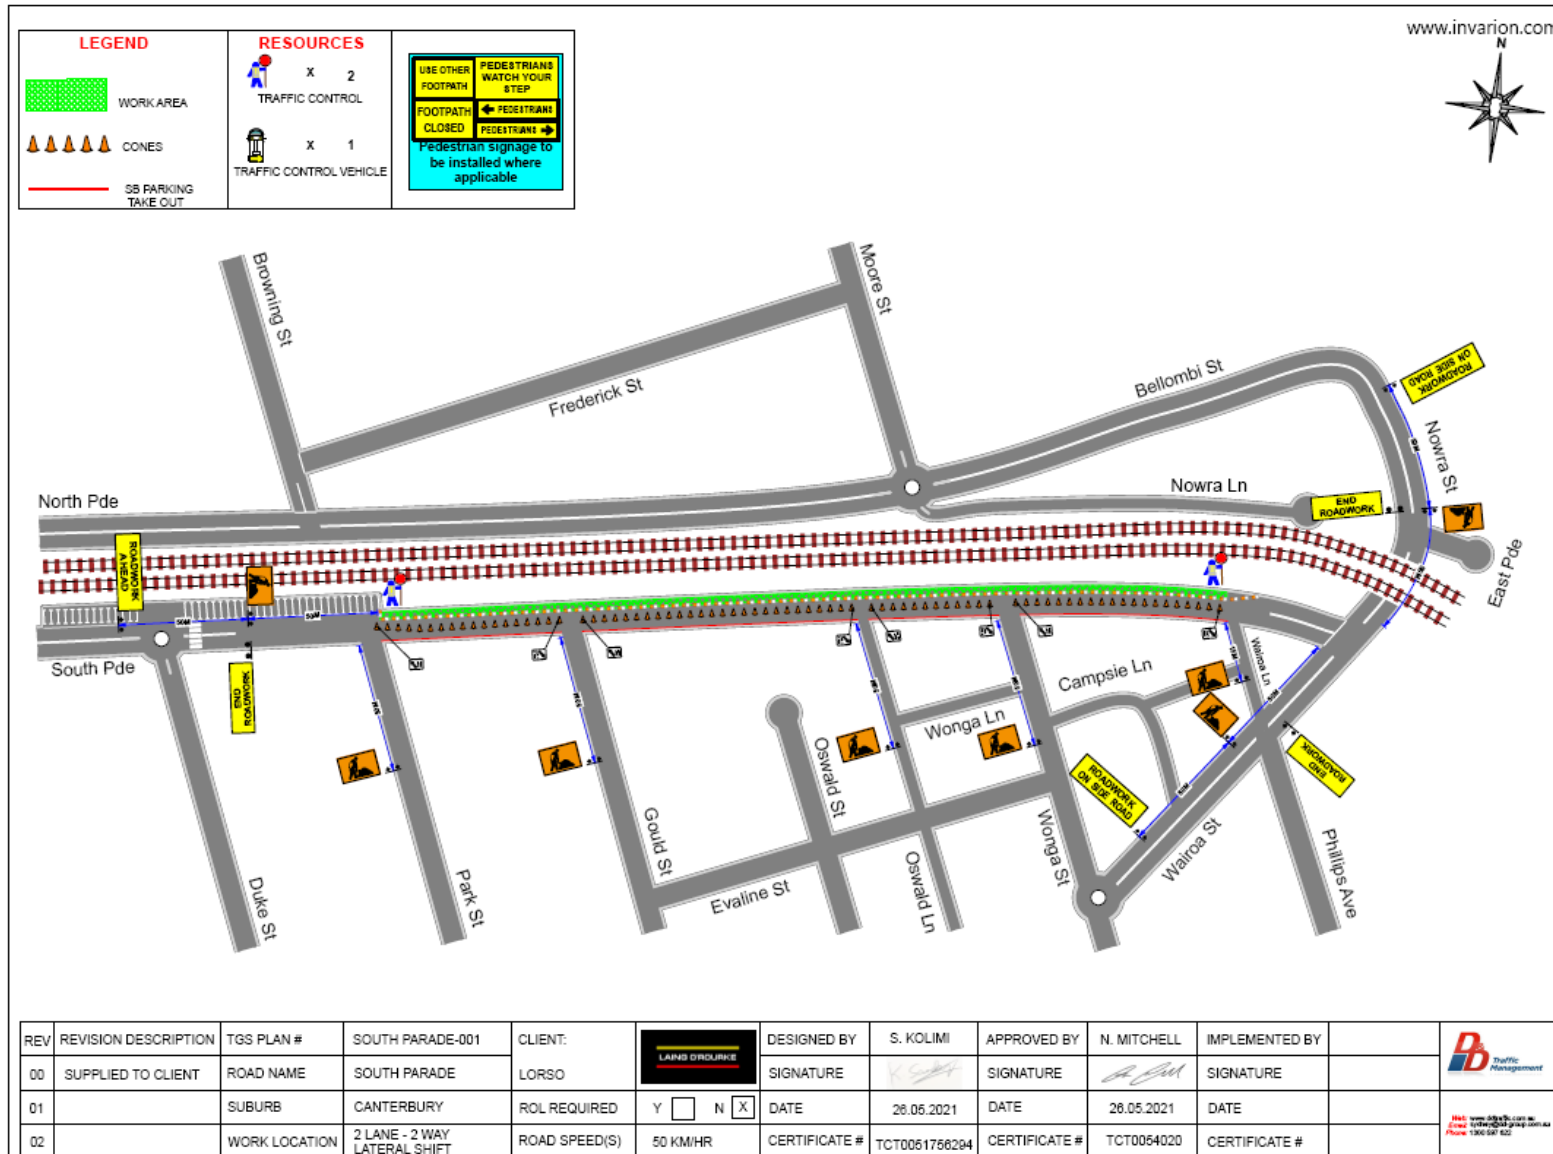 www.invarion.com
N
LEGEND
WORK AREA
CONES
SB PARKING
TAKE OUT
RESOURCES
X 2
TRAFFIC CONTROL
X 1
TRAFFIC CONTROL VEHICLE
USE OTHER
FOOTPATH
PEDESTRIANS
WATCH YOUR
STEP
FOOTPATH
CLOSED
PEDESTRIANS
PEDESTRIANS
Pedestrian signage to
be installed where
applicable
Browning St
Moore St
Frederick St
Bellombi St
ROADWORK
ON SIDE ROAD
Nowra St
North Pde
Nowra Ln
END
ROADWORK
ROADWORK
AHEAD
East Pde
50M
50M
South Pde
END
ROADWORK
Campsie Ln
Wairoa Ln
Wonga Ln
Oswald St
ROADWORK
ON SIDE ROAD
END
ROADWORK
Gould St
Wonga St
Wairoa St
Phillips Ave
Duke St
Park St
Evaline St
Oswald Ln
REV REVISION DESCRIPTION TGS PLAN # SOUTH PARADE-001 CLIENT: LAING O'ROURKE DESIGNED BY S. KOLIMI APPROVED BY N. MITCHELL IMPLEMENTED BY
00 SUPPLIED TO CLIENT ROAD NAME SOUTH PARADE LORSO SIGNATURE SIGNATURE SIGNATURE
D&D Traffic
Management
01 SUBURB CANTERBURY ROL REQUIRED Y N X DATE 26.05.2021 DATE 26.05.2021 DATE
02 WORK LOCATION 2 LANE - 2 WAY
LATERAL SHIFT
ROAD SPEED(S) 50 KM/HR CERTIFICATE # TCT0051756294 CERTIFICATE # TCT0054020 CERTIFICATE #